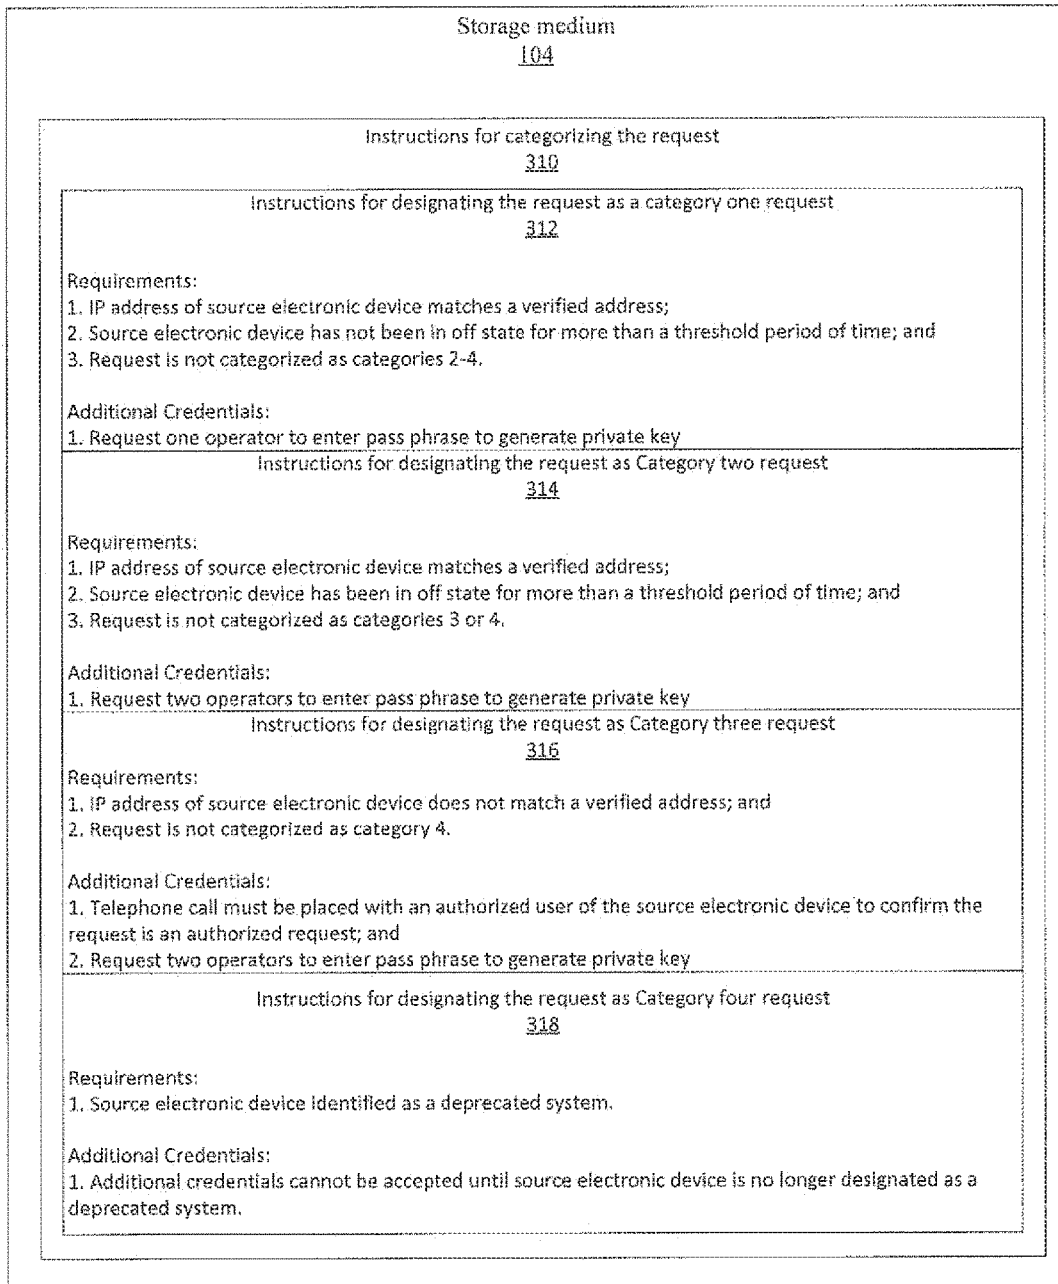 Storage medium
104
Instructions for categorizing the request
310
Instructions for designating the request as a category one request
312
Requirements:
1. IP address of source electronic device matches a verified address;
2. Source electronic device has not been in off state for more than a threshold period of time; and
3. Request is not categorized as categories 2-4.
Additional Credentials:
1. Request one operator to enter pass phrase to generate private key
Instructions for designating the request as Category two request
314
Requirements:
1. IP address of source electronic device matches a verified address;
2. Source electronic device has been in off state for more than a threshold period of time; and
3. Request is not categorized as categories 3 or 4.
Additional Credentials:
1. Request two operators to enter pass phrase to generate private key
Instructions for designating the request as Category three request
316
Requirements:
1. IP address of source electronic device does not match a verified address; and
2. Request is not categorized as category 4.
Additional Credentials:
1. Telephone call must be placed with an authorized user of the source electronic device to confirm the
request is an authorized request; and
2. Request two operators to enter pass phrase to generate private key
Instructions for designating the request as Category four request
318
Requirements:
1. Source electronic device identified as a deprecated system.
Additional Credentials:
1. Additional credentials cannot be accepted until source electronic device is no longer designated as a
deprecated system.